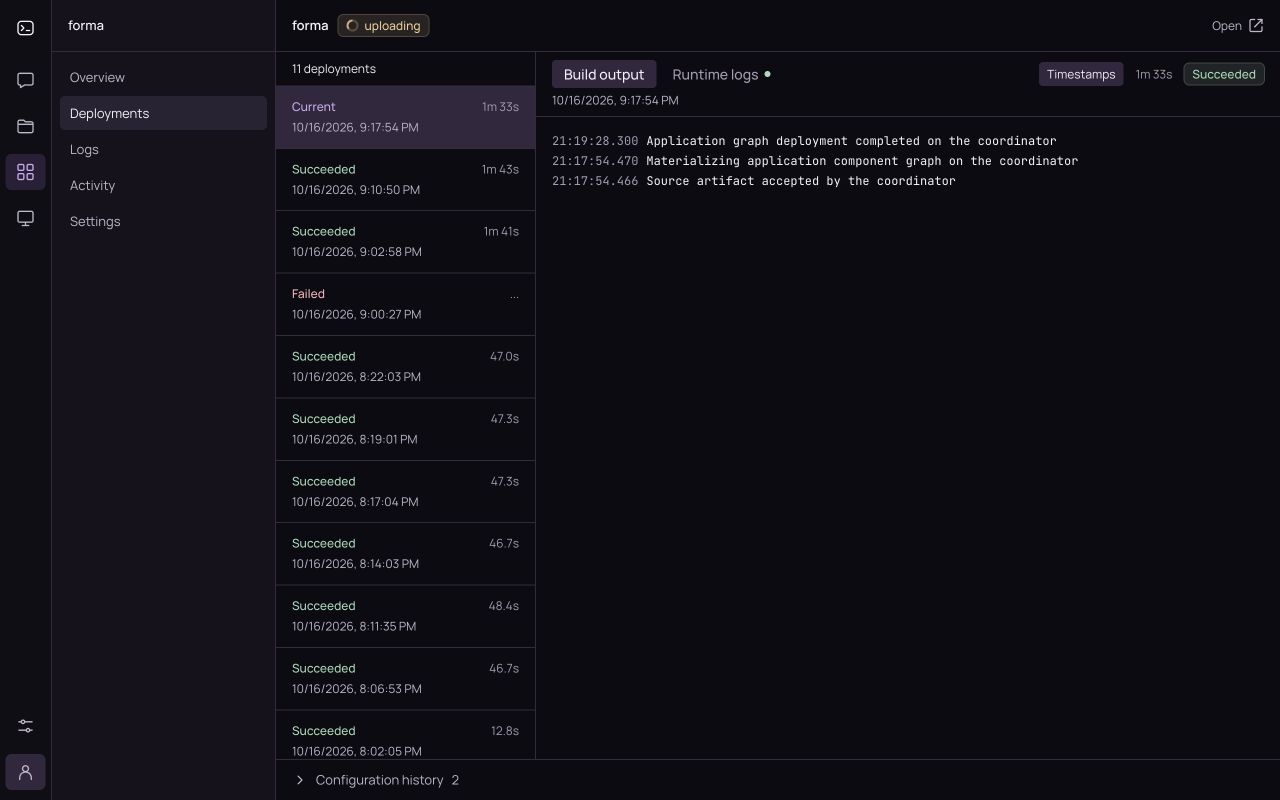 forma
Overview
Deployments
Logs
Activity
Settings
forma
uploading
Open
11 deployments
Current 1m 33s
10/16/2026, 9:17:54 PM
Succeeded 1m 43s
10/16/2026, 9:10:50 PM
Succeeded 1m 41s
10/16/2026, 9:02:58 PM
Failed ...
10/16/2026, 9:00:27 PM
Succeeded 47.0s
10/16/2026, 8:22:03 PM
Succeeded 47.3s
10/16/2026, 8:19:01 PM
Succeeded 47.3s
10/16/2026, 8:17:04 PM
Succeeded 46.7s
10/16/2026, 8:14:03 PM
Succeeded 48.4s
10/16/2026, 8:11:35 PM
Succeeded 46.7s
10/16/2026, 8:06:53 PM
Succeeded 12.8s
10/16/2026, 8:02:05 PM
Build output Runtime logs Timestamps 1m 33s Succeeded
10/16/2026, 9:17:54 PM
21:19:28.300 Application graph deployment completed on the coordinator
21:17:54.470 Materializing application component graph on the coordinator
21:17:54.466 Source artifact accepted by the coordinator
Configuration history 2